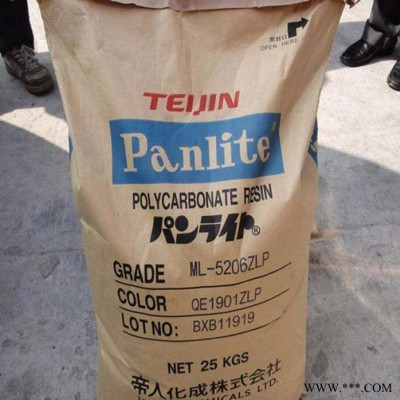 OPEN HERE
TEIJIN
Panlite®
POLYCARBONATE RESIN
パンライト®
GRADE ML-5206ZLP
COLOR QE1901ZLP
LOT NO: BXB11919
NET 25 KGS
帝人化成株式会社
CHEMICALS LTD.
WWW.***.COM